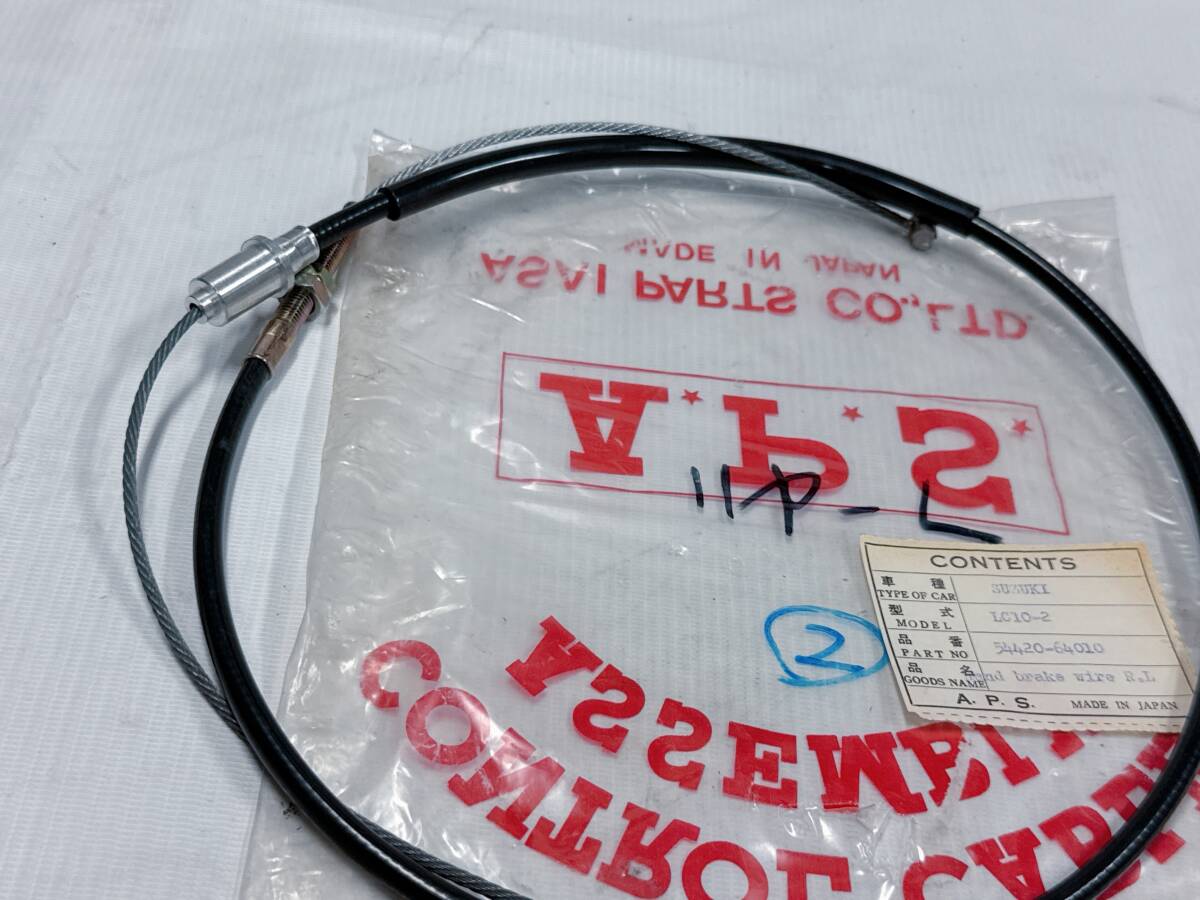 MADE IN JAPAN
ASAI PARTS CO.,LTD.
A.P.S.
リヤ-L
2
CONTENTS
車種 SUZUKI
TYPE OF CAR
型式 LC10-2
MODEL
品番 54420-64010
PART NO
品名 brake wire R.L
GOODS NAME
A. P. S. MADE IN JAPAN
ASSEMBLY
CONTROL CABLE